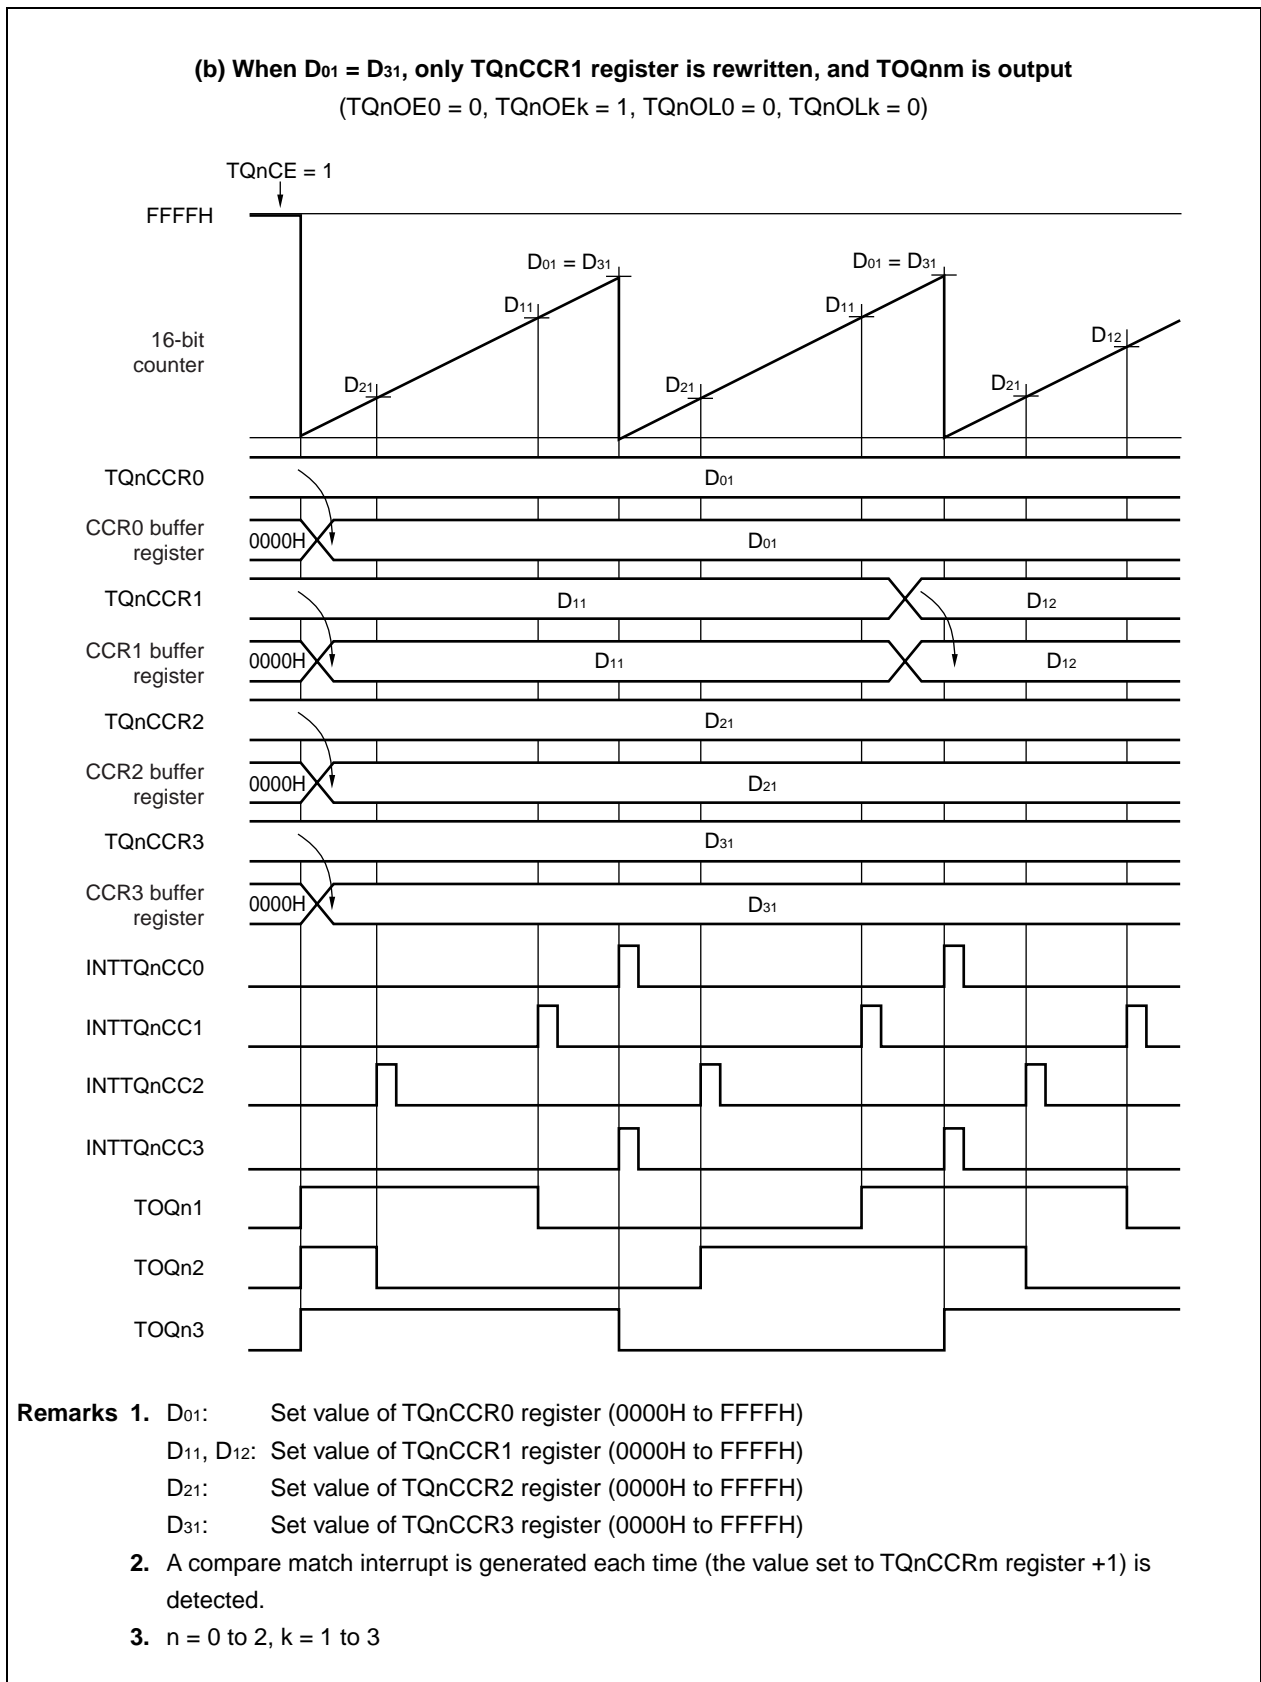 (b) When D01 = D31, only TQnCCR1 register is rewritten, and TOQnm is output
(TQnOE0 = 0, TQnOEk = 1, TQnOL0 = 0, TQnOLk = 0)
TQnCE = 1
FFFFH
D01 = D31 D01 = D31
D11 D11
16-bit
counter
D12
D21 D21 D21
TQnCCR0 D01
CCR0 buffer
register
0000H D01
TQnCCR1 D11 D12
CCR1 buffer
register
0000H D11 D12
TQnCCR2 D21
CCR2 buffer
register
0000H D21
TQnCCR3 D31
CCR3 buffer
register
0000H D31
INTTQnCC0
INTTQnCC1
INTTQnCC2
INTTQnCC3
TOQn1
TOQn2
TOQn3
Remarks 1. D01: Set value of TQnCCR0 register (0000H to FFFFH)
D11, D12: Set value of TQnCCR1 register (0000H to FFFFH)
D21: Set value of TQnCCR2 register (0000H to FFFFH)
D31: Set value of TQnCCR3 register (0000H to FFFFH)
2. A compare match interrupt is generated each time (the value set to TQnCCRm register +1) is
detected.
3. n = 0 to 2, k = 1 to 3